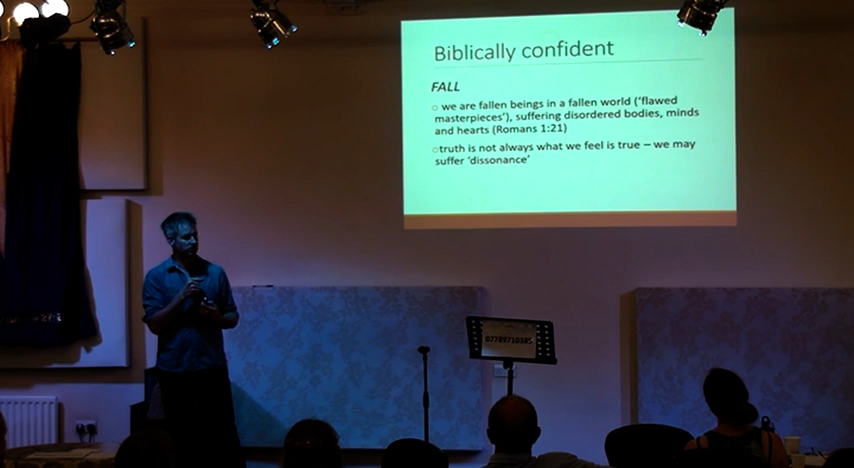 Biblically confident
FALL
○ we are fallen beings in a fallen world (‘flawed
masterpieces’), suffering disordered bodies, minds
and hearts (Romans 1:21)
○truth is not always what we feel is true – we may
suffer ‘dissonance’
07789710385